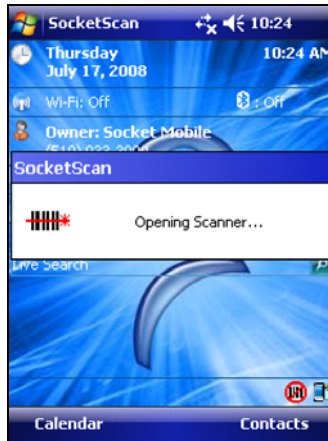 SocketScan 10:24
Thursday 10:24 AM
July 17, 2008
Wi-Fi: Off : Off
Owner: Socket Mobile
SocketScan
Opening Scanner...
Live Search
Calendar Contacts